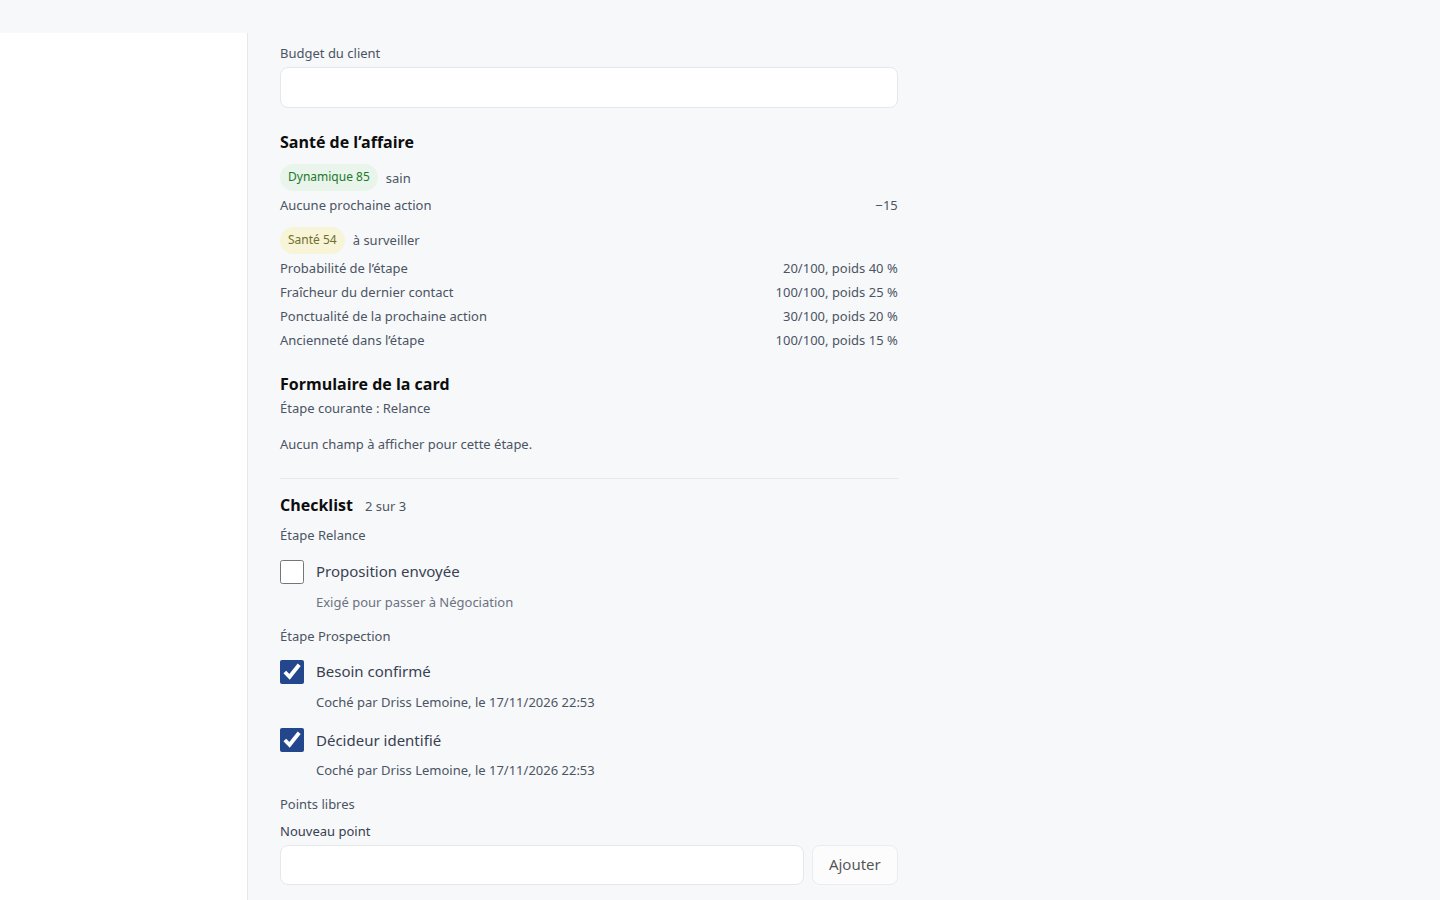 Budget du client
Santé de l’affaire
Dynamique 85 sain
Aucune prochaine action −15
Santé 54 à surveiller
Probabilité de l’étape 20/100, poids 40 %
Fraîcheur du dernier contact 100/100, poids 25 %
Ponctualité de la prochaine action 30/100, poids 20 %
Ancienneté dans l’étape 100/100, poids 15 %
Formulaire de la card
Étape courante : Relance
Aucun champ à afficher pour cette étape.
Checklist 2 sur 3
Étape Relance
Proposition envoyée
Exigé pour passer à Négociation
Étape Prospection
Besoin confirmé
Coché par Driss Lemoine, le 17/11/2026 22:53
Décideur identifié
Coché par Driss Lemoine, le 17/11/2026 22:53
Points libres
Nouveau point
Ajouter